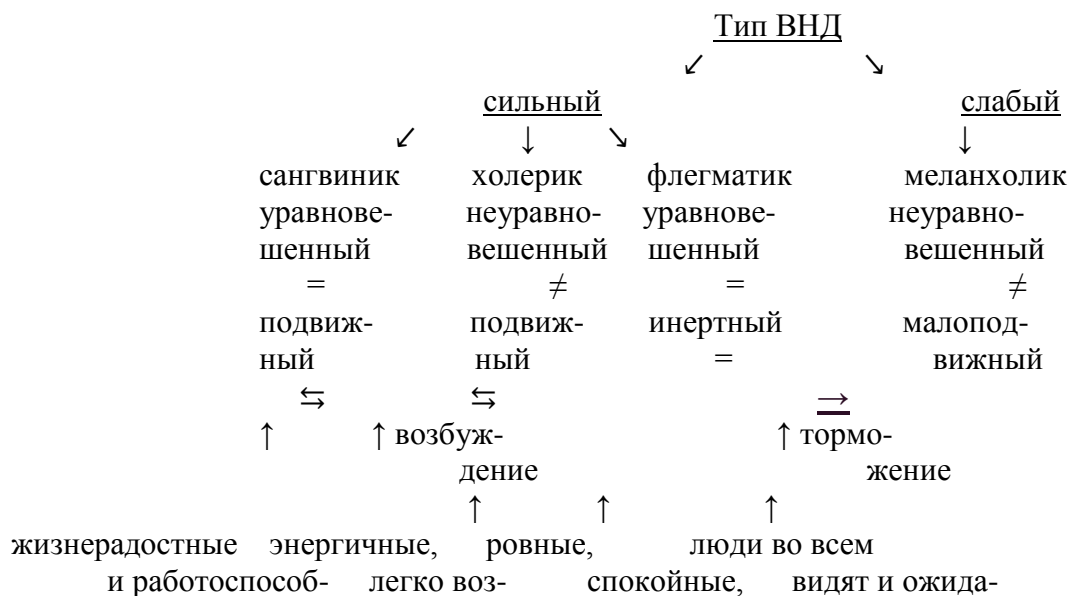 Тип ВНД
↙ ↘
сильный слабый
↙ ↓ ↘ ↓
сангвиник холерик флегматик меланхолик
уравнове- неуравно- уравнове- неуравно-
шенный вешенный шенный вешенный
= ≠ = ≠
подвиж- подвиж- инертный малопод-
ный ный = вижный
⇆ ⇆ →
↑ ↑ возбуж- ↑ тормо-
дение жение
↑ ↑ ↑
жизнерадостные энергичные, ровные, люди во всем
и работоспособ- легко воз- спокойные, видят и ожида-